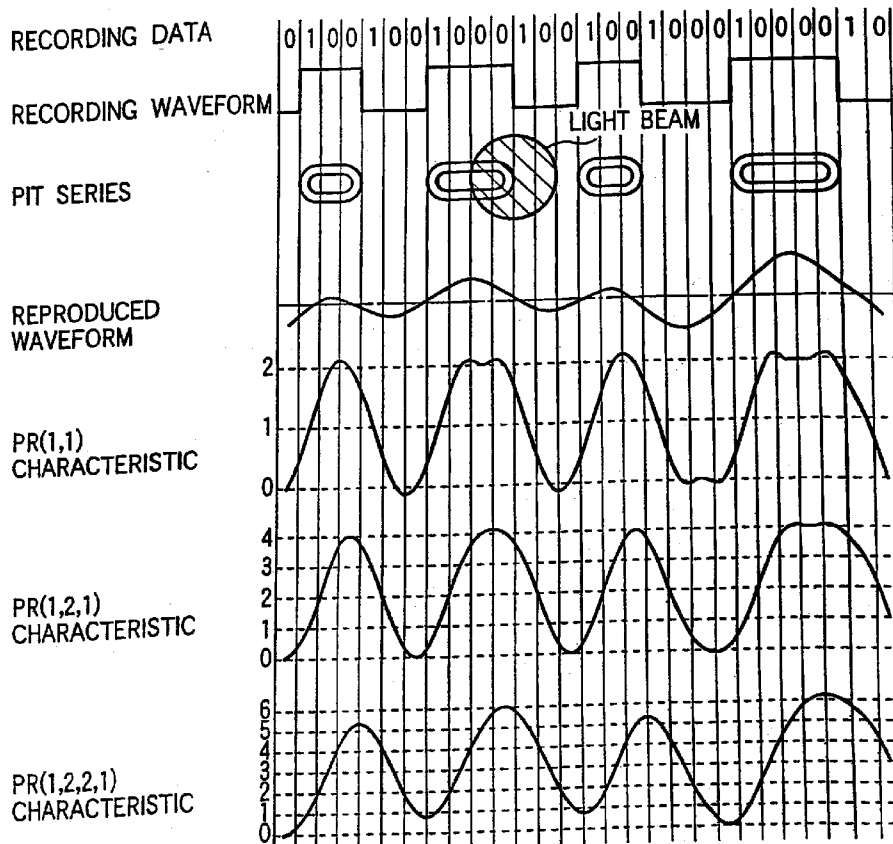 RECORDING DATA 0 1 0 0 1 0 0 1 0 0 0 1 0 0 1 0 0 1 0 0 0 1 0 0 0 0 1 0
RECORDING WAVEFORM
LIGHT BEAM
PIT SERIES
REPRODUCED
WAVEFORM
2
1
0
PR(1,1)
CHARACTERISTIC
4
3
2
1
0
PR(1,2,1)
CHARACTERISTIC
6
5
4
3
2
1
0
PR(1,2,2,1)
CHARACTERISTIC